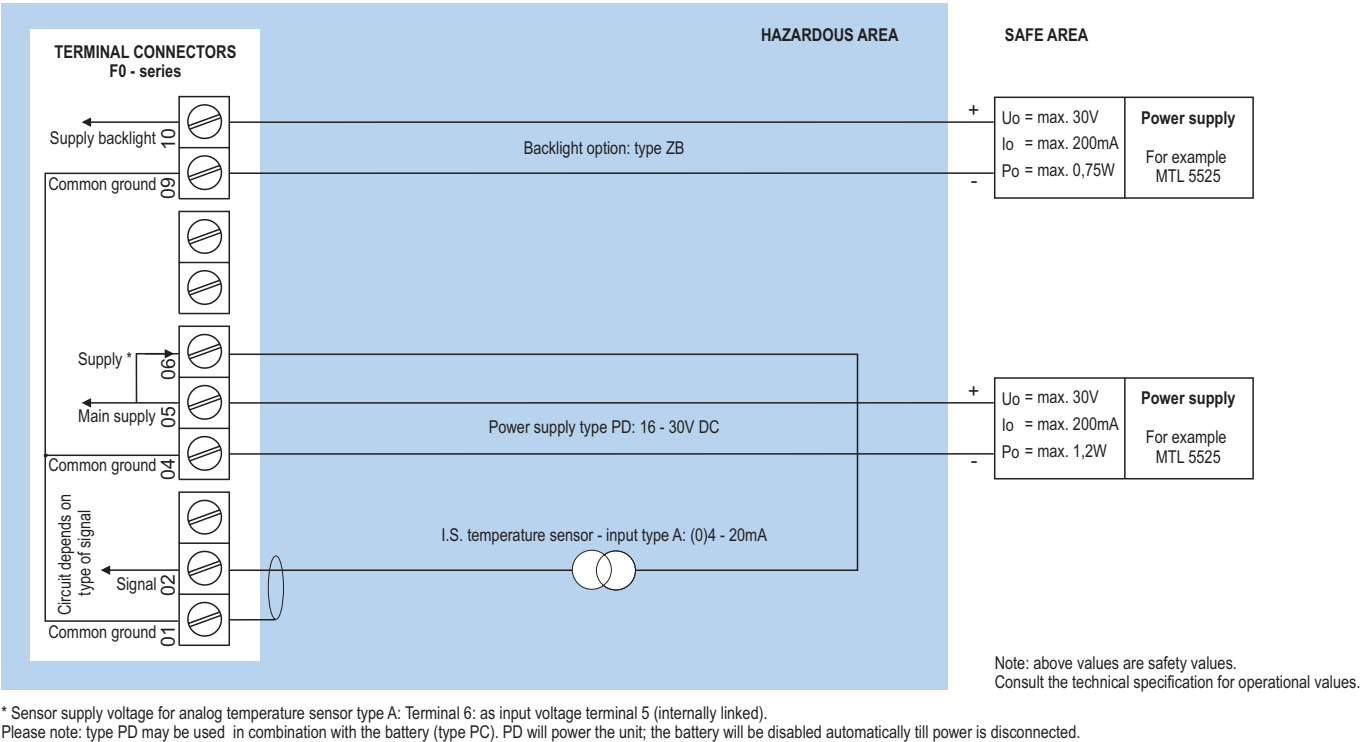 HAZARDOUS AREA
SAFE AREA
TERMINAL CONNECTORS
F0 - series
Supply backlight
10
Common ground
09
Backlight option: type ZB
+
-
Uo = max. 30V
Io = max. 200mA
Po = max. 0,75W
Power supply
For example
MTL 5525
Supply *
06
Main supply
05
Common ground
04
Power supply type PD: 16 - 30V DC
+
-
Uo = max. 30V
Io = max. 200mA
Po = max. 1,2W
Power supply
For example
MTL 5525
Circuit depends on
type of signal
Signal
02
Common ground
01
I.S. temperature sensor - input type A: (0)4 - 20mA
Note: above values are safety values.
Consult the technical specification for operational values.
* Sensor supply voltage for analog temperature sensor type A: Terminal 6: as input voltage terminal 5 (internally linked).
Please note: type PD may be used in combination with the battery (type PC). PD will power the unit; the battery will be disabled automatically till power is disconnected.